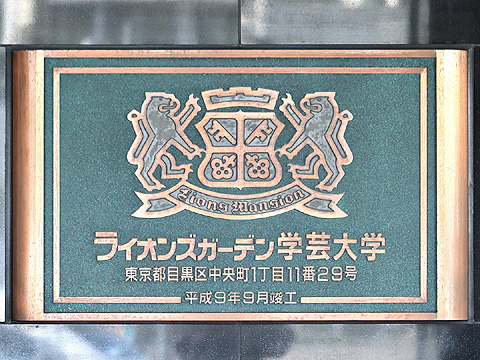 Lions Mansion
ライオンズガーデン学芸大学
東京都目黒区中央町1丁目11番29号
平成9年9月竣工